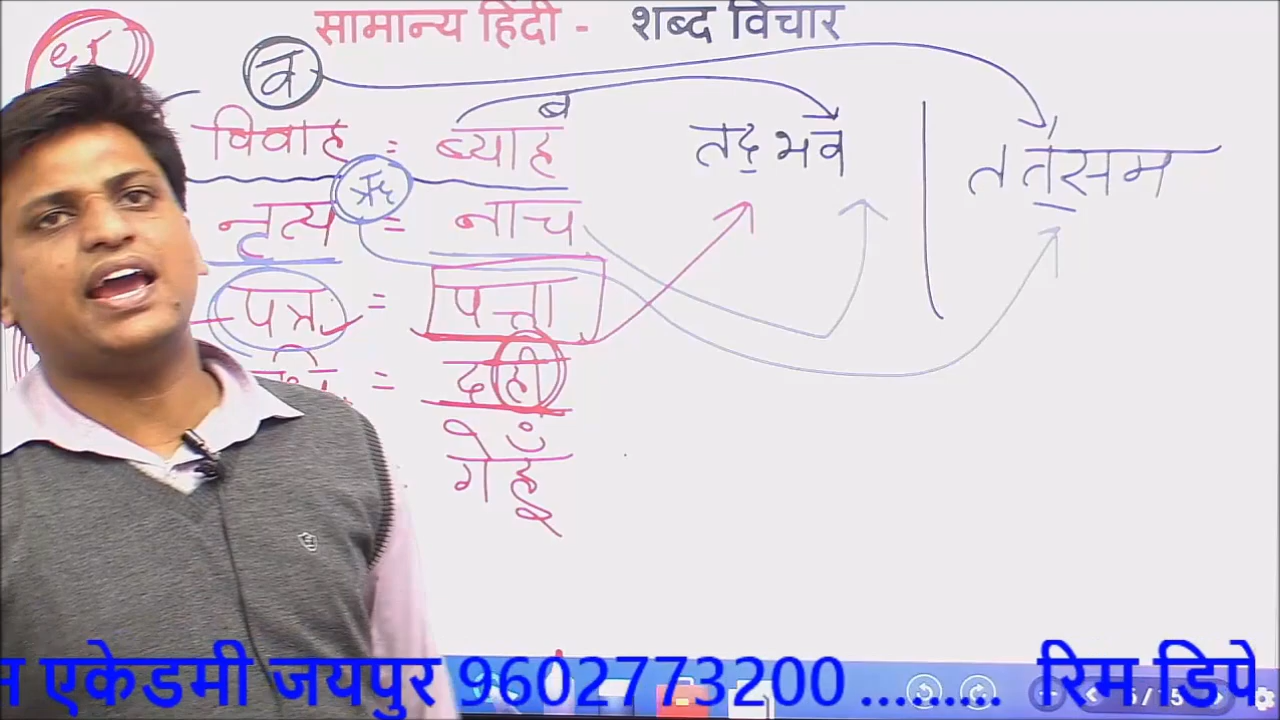 सामान्य हिंदी - शब्द विचार
व
ब
विवाह = ब्याह
तद्भव
तत्सम
ऋ
नृत्य = नाच
पत्र = पत्ता
= दही
गेहूँ
एकेडमी जयपुर 9602773200 ........ रिम डिपे